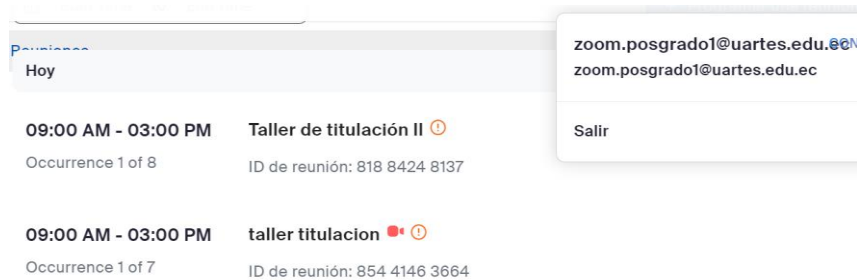 Reuniones
Hoy
09:00 AM - 03:00 PM
Taller de titulación II
Occurrence 1 of 8
ID de reunión: 818 8424 8137
09:00 AM - 03:00 PM
taller titulacion
Occurrence 1 of 7
ID de reunión: 854 4146 3664
zoom.posgrado1@uartes.edu.ec
zoom.posgrado1@uartes.edu.ec
Salir